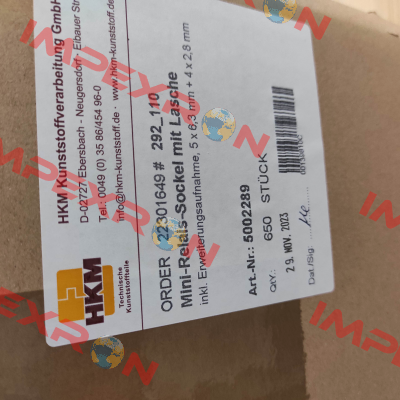 HKM Kunststoffverarbeitung GmbH
D-02727 Ebersbach - Neugersdorf - Eibauer Str
Tel.: 0049 (0) 35 86/454 96-0
info@hkm-kunststoff.de - www.hkm-kunststoff.de
HKM
Technische
Kunststoffteile
ORDER 22301649 # 292_110
Mini-Relais-Sockel mit Lasche
inkl. Erweiterungsaufnahme, 5 x 6,3 mm + 4 x 2,8 mm
Art.-Nr.: 5002289
QTY.: 650 STÜCK
29. NOV. 2023
Dat./Sig.
IMPEXRON